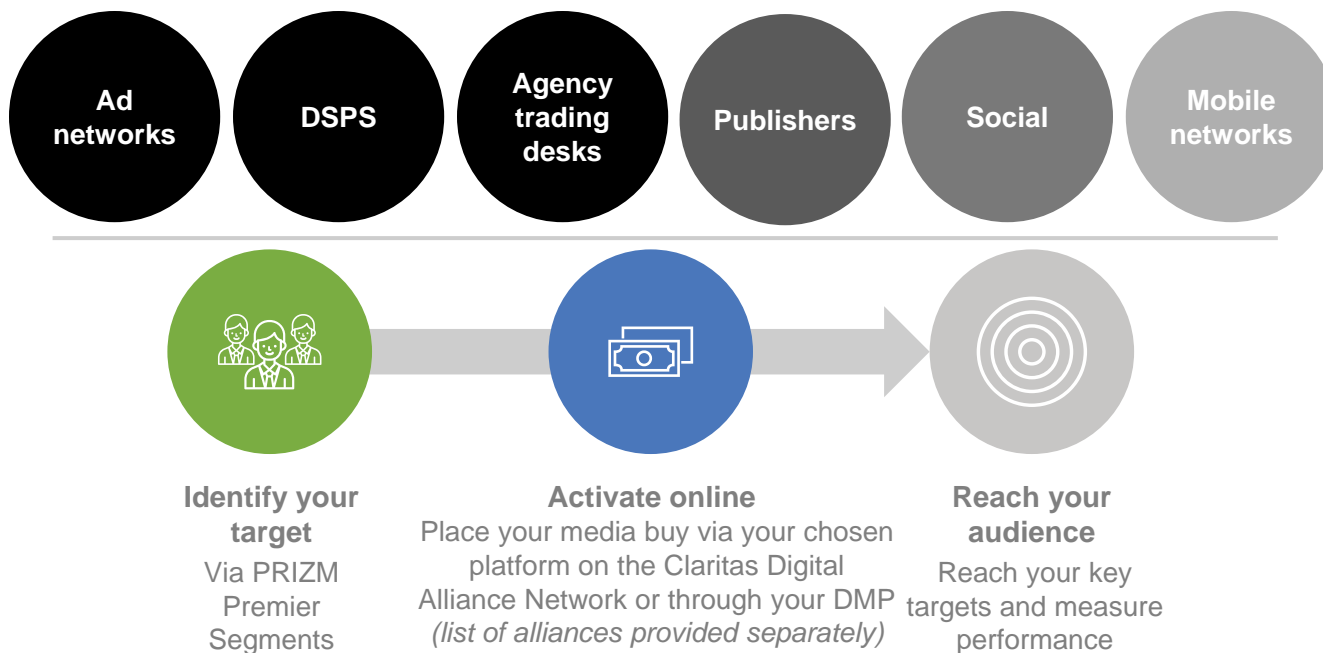 Ad
networks
DSPS
Agency
trading
desks
Publishers
Social
Mobile
networks
Identify your
target
Via PRIZM
Premier
Segments
Activate online
Place your media buy via your chosen
platform on the Claritas Digital
Alliance Network or through your DMP
(list of alliances provided separately)
Reach your
audience
Reach your key
targets and measure
performance